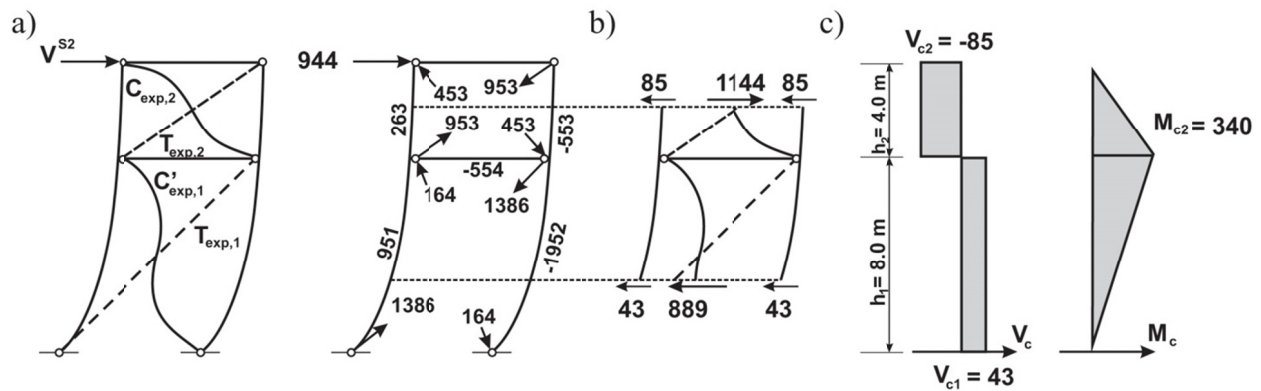 a)
V^S2
C_exp,2
T_exp,2
C'_exp,1
T_exp,1
944
453
953
263
-553
953
453
-554
164
1386
951
-1952
1386
164
b)
85
1144
85
43
889
43
c)
V_c2 = -85
h_2= 4.0 m
h_1= 8.0 m
V_c
V_c1 = 43
M_c2 = 340
M_c